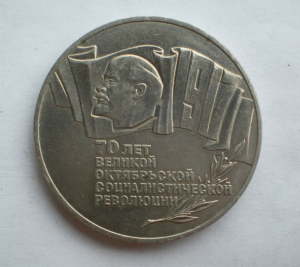 1917
70 ЛЕТ
ВЕЛИКОЙ
ОКТЯБРЬСКОЙ
СОЦИАЛИСТИЧЕСКОЙ
РЕВОЛЮЦИИ